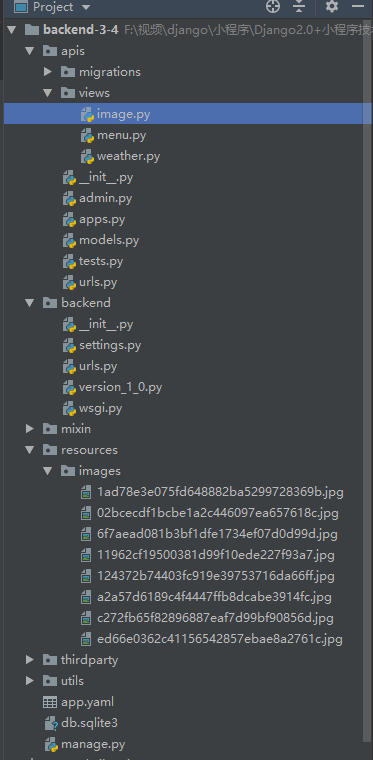 Project
backend-3-4 F:\视频\django\小程序\Django2.0+小程序技
apis
migrations
views
image.py
menu.py
weather.py
__init__.py
admin.py
apps.py
models.py
tests.py
urls.py
backend
__init__.py
settings.py
urls.py
version_1_0.py
wsgi.py
mixin
resources
images
1ad78e3e075fd648882ba5299728369b.jpg
02bcecdf1bcbe1a2c446097ea657618c.jpg
6f7aead081b3bf1dfe1734ef07d0d99d.jpg
11962cf19500381d99f10ede227f93a7.jpg
124372b74403fc919e39753716da66ff.jpg
a2a57d6189c4f4447ffb8dcabe3914fc.jpg
c272fb65f82896887eaf7d99bf90856d.jpg
ed66e0362c41156542857ebae8a2761c.jpg
thirdparty
utils
app.yaml
db.sqlite3
manage.py